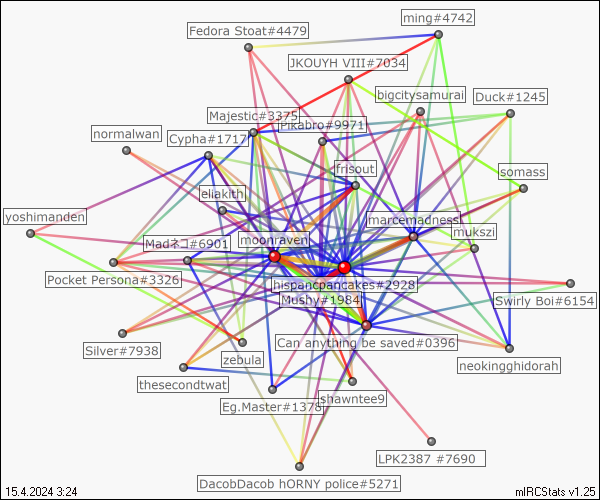 ming#4742
Fedora Stoat#4479
JKOUYH VIII#7034
bigcitysamurai
Duck#1245
Majestic#3375
Pikabro#9971
normalwan
Cypha#1717
frisout
somass
eliakith
yoshimanden
marcemadness
mukszi
moonraven
Madネコ#6901
Pocket Persona#3326
hispancpancakes#2928
Mushy#1984
Swirly Boi#6154
Can anything be saved#0396
Silver#7938
zebula
neokingghidorah
thesecondtwat
shawntee9
Eg.Master#1378
LPK2387 #7690
DacobDacob hORNY police#5271
15.4.2024 3:24
mIRCStats v1.25